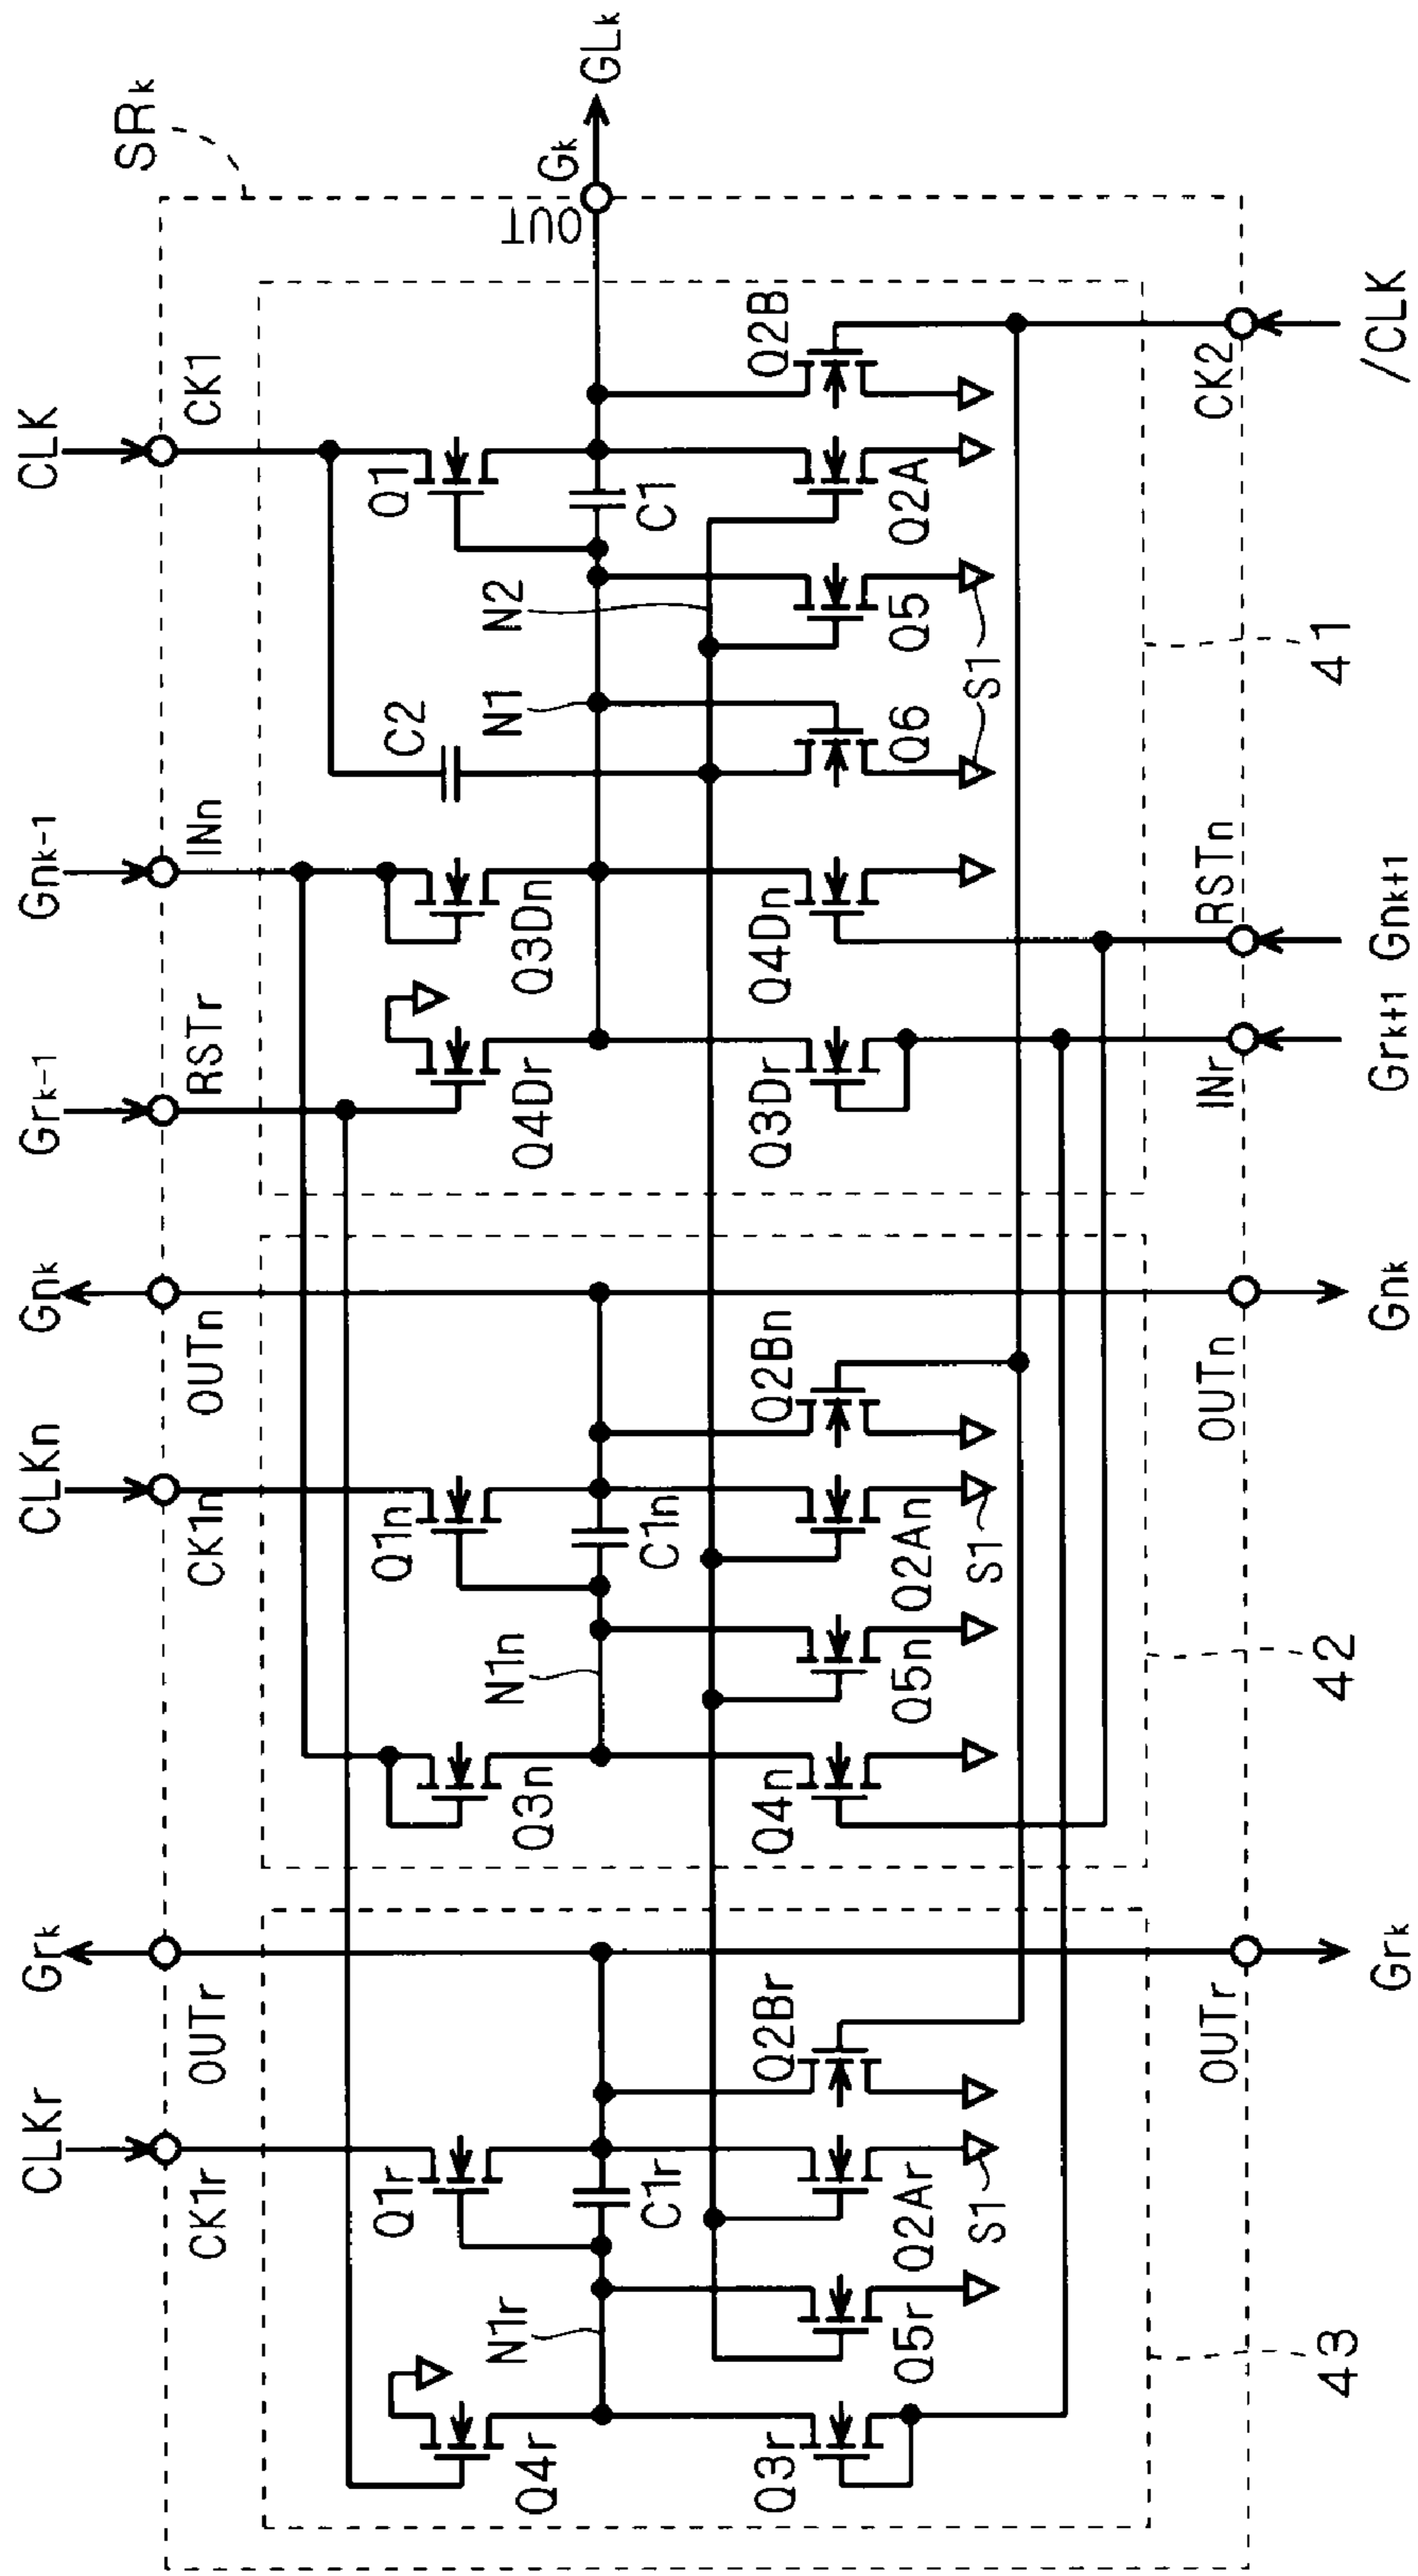 SRk
CLKr
Grk
CLKn
Gnk
Grk-1
Gnk-1
CLK
CK1r
OUTr
CK1n
OUTn
RSTr
INn
CK1
Q4r
Q1r
Q3n
Q1n
Q4Dr
Q3Dn
C2
Q1
N1r
N1n
N1
N2
OUT
Gk
GLk
C1r
C1n
C1
Q3r
Q2Br
Q4n
Q2Bn
Q3Dr
Q4Dn
Q2B
Q5r
Q2Ar
Q5n
Q2An
Q6
Q5
Q2A
S1
S1
S1
OUTr
OUTn
INr
RSTn
CK2
43
42
41
Grk
Gnk
Grk+1
Gnk+1
/CLK